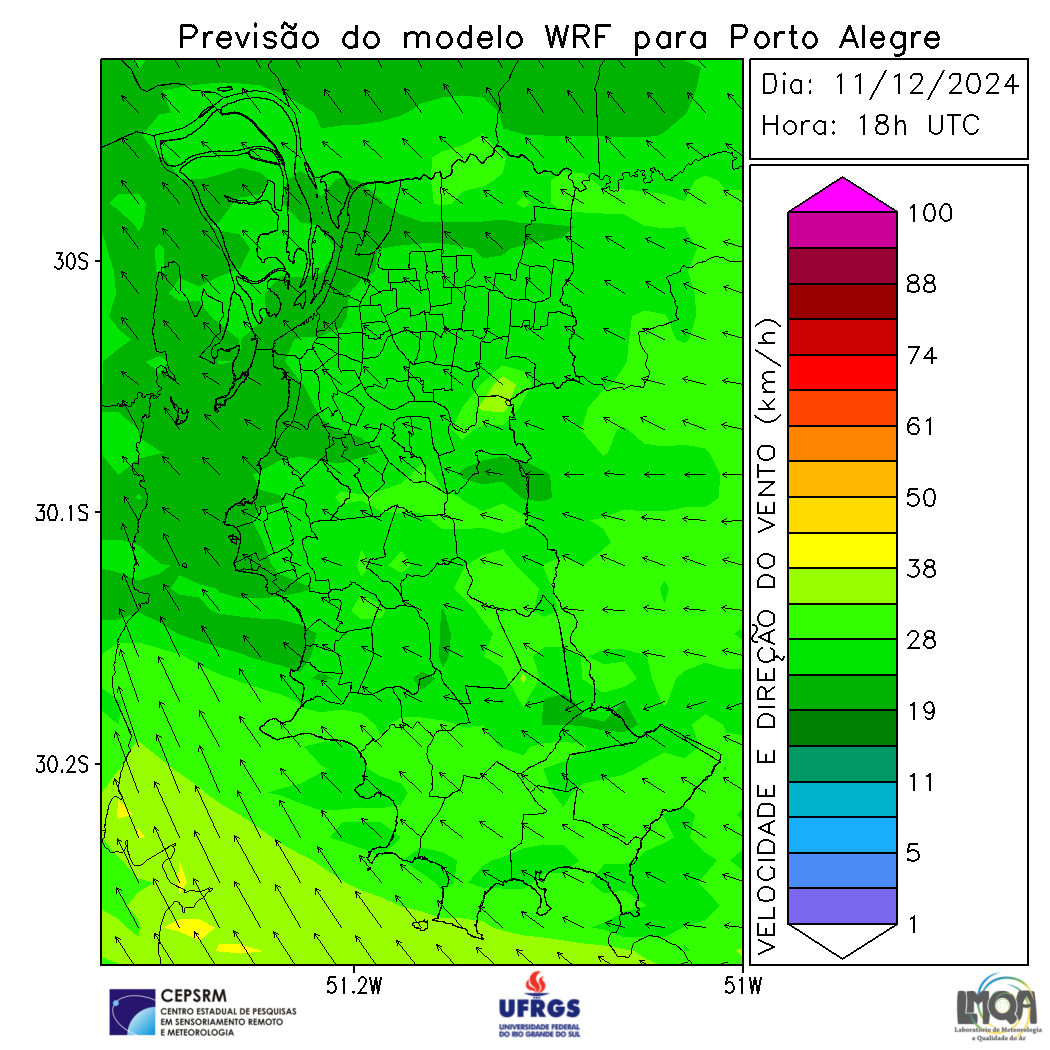 Previsão do modelo WRF para Porto Alegre
Dia: 11/12/2024
Hora: 18h UTC
30S
30.1S
30.2S
51.2W
51W
VELOCIDADE E DIREÇÃO DO VENTO (km/h)
100
88
74
61
50
38
28
19
11
5
1
CEPSRM
CENTRO ESTADUAL DE PESQUISAS
EM SENSORIAMENTO REMOTO
E METEOROLOGIA
UFRGS
UNIVERSIDADE FEDERAL
DO RIO GRANDE DO SUL
LMQA
Laboratório de Meteorologia
e Qualidade do Ar